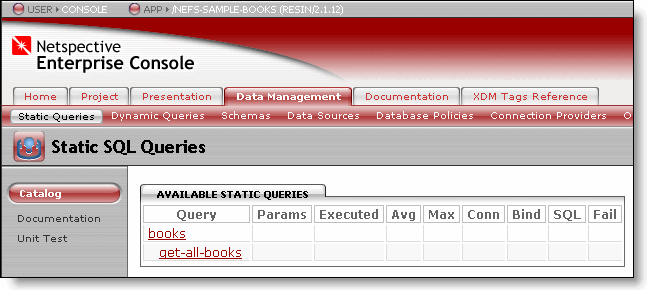 USER ▸ CONSOLE APP ▸ /NEFS-SAMPLE-BOOKS (RESIN/2.1.12)
Netspective
Enterprise Console
Home Project Presentation Data Management Documentation XDM Tags Reference
Static Queries Dynamic Queries Schemas Data Sources Database Policies Connection Providers O
Static SQL Queries
Catalog
Documentation
Unit Test
AVAILABLE STATIC QUERIES
Query Params Executed Avg Max Conn Bind SQL Fail
books
get-all-books